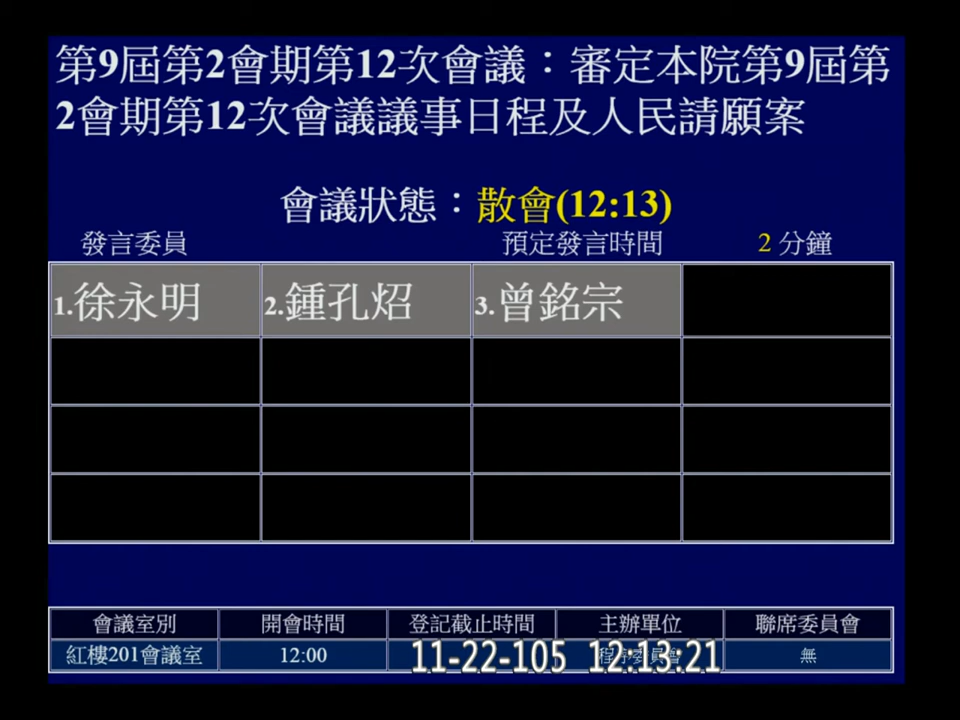 第9屆第2會期第12次會議：審定本院第9屆第
2會期第12次會議議事日程及人民請願案
會議狀態：散會(12:13)
發言委員 預定發言時間 2 分鐘
1.徐永明 2.鍾孔炤 3.曾銘宗
會議室別 開會時間 登記截止時間 主辦單位 聯席委員會
紅樓201會議室 12:00 程序委員會 無
11-22-105 12:13:21